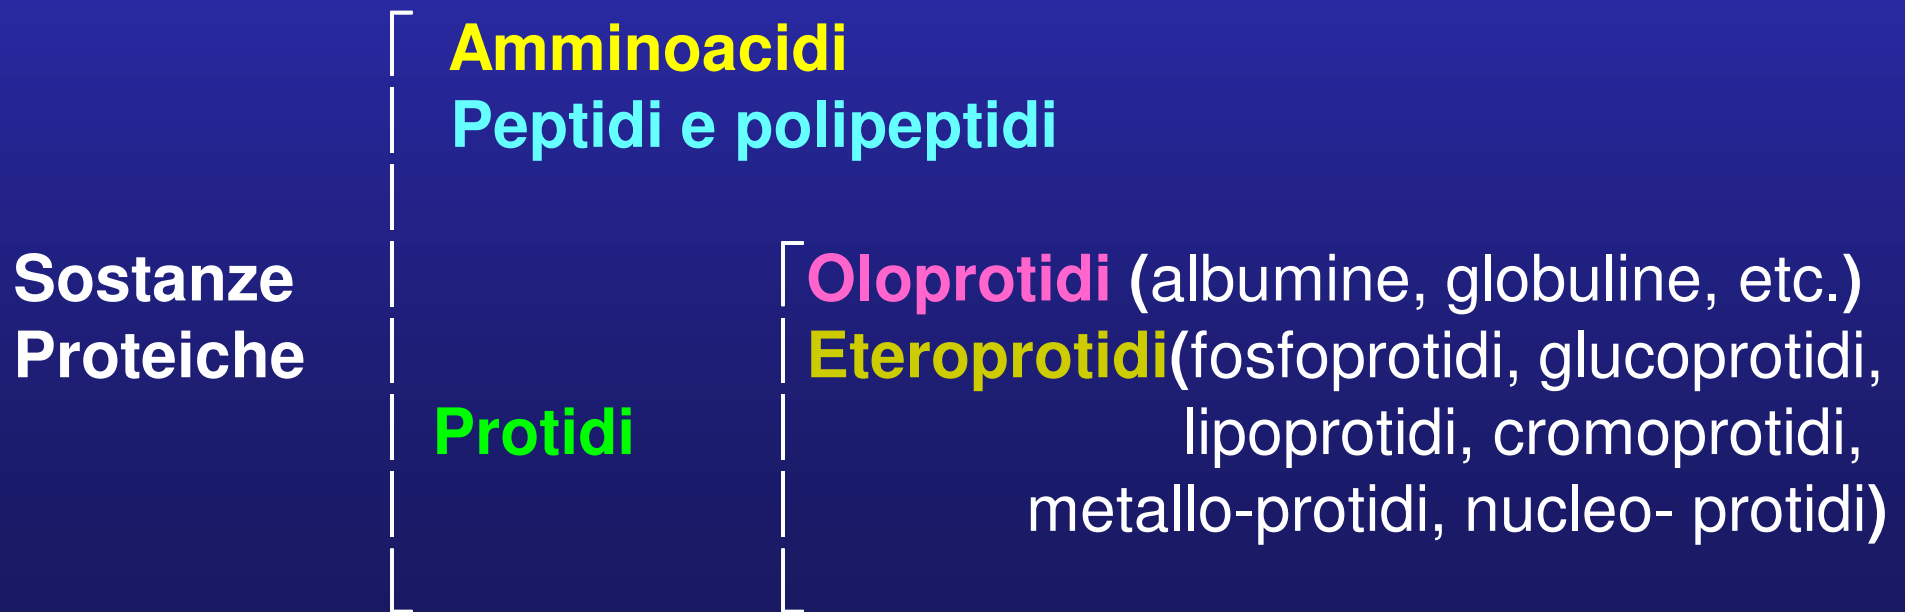 Amminoacidi
Peptidi e polipeptidi
Sostanze
Proteiche
Protidi
Oloprotidi (albumine, globuline, etc.)
Eteroprotidi(fosfoprotidi, glucoprotidi,
lipoprotidi, cromoprotidi,
metallo-protidi, nucleo- protidi)